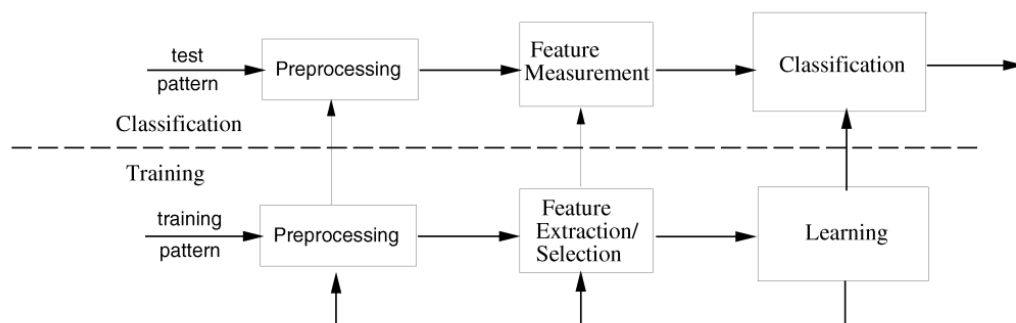 test
pattern
Preprocessing
Feature
Measurement
Classification
Classification
Training
training
pattern
Preprocessing
Feature
Extraction/
Selection
Learning